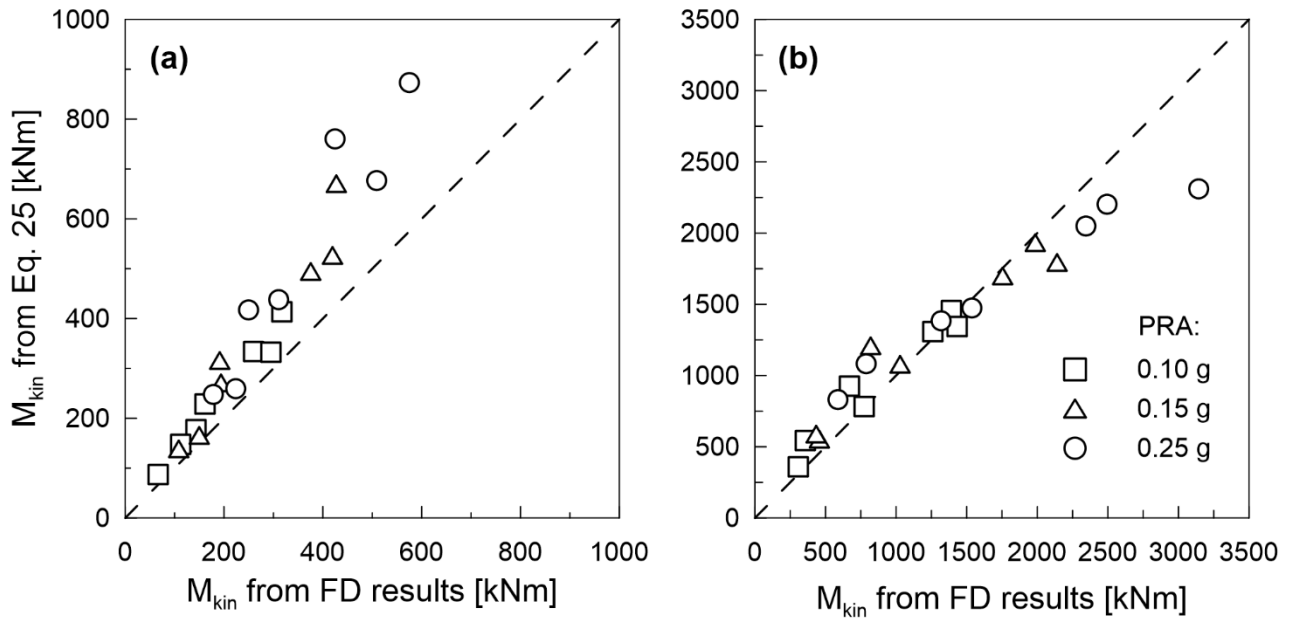 (a)
M_kin from Eq. 25 [kNm]
1000
800
600
400
200
0
0 200 400 600 800 1000
M_kin from FD results [kNm]
(b)
3500
3000
2500
2000
1500
1000
500
0
0 500 1000 1500 2000 2500 3000 3500
M_kin from FD results [kNm]
PRA:
0.10 g
0.15 g
0.25 g